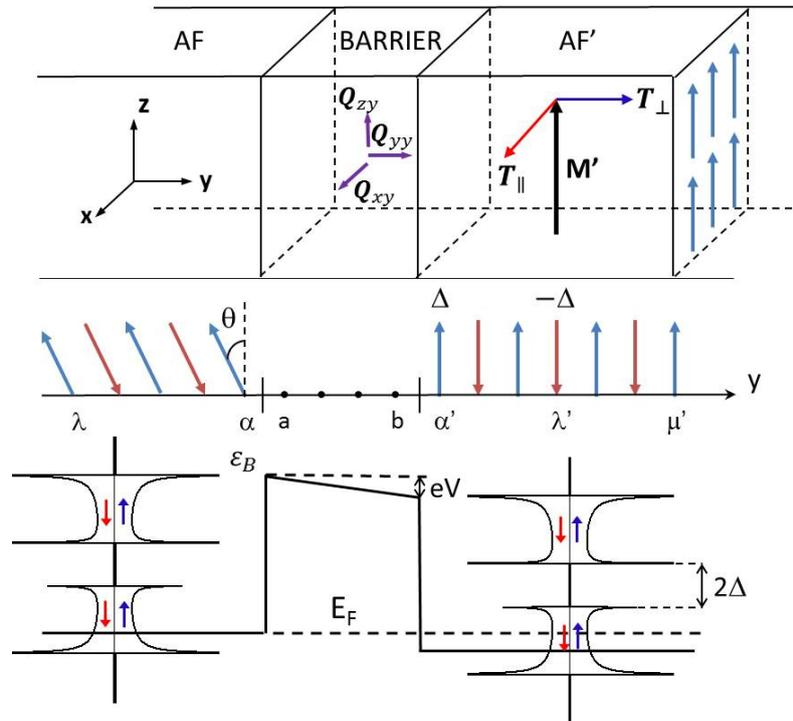 AF BARRIER AF’
z
y
x
Q_zy
Q_yy
Q_xy
T_⊥
T_∥
M’
θ
Δ −Δ
y
λ α a b α’ λ’ μ’
ε_B
eV
E_F
2Δ